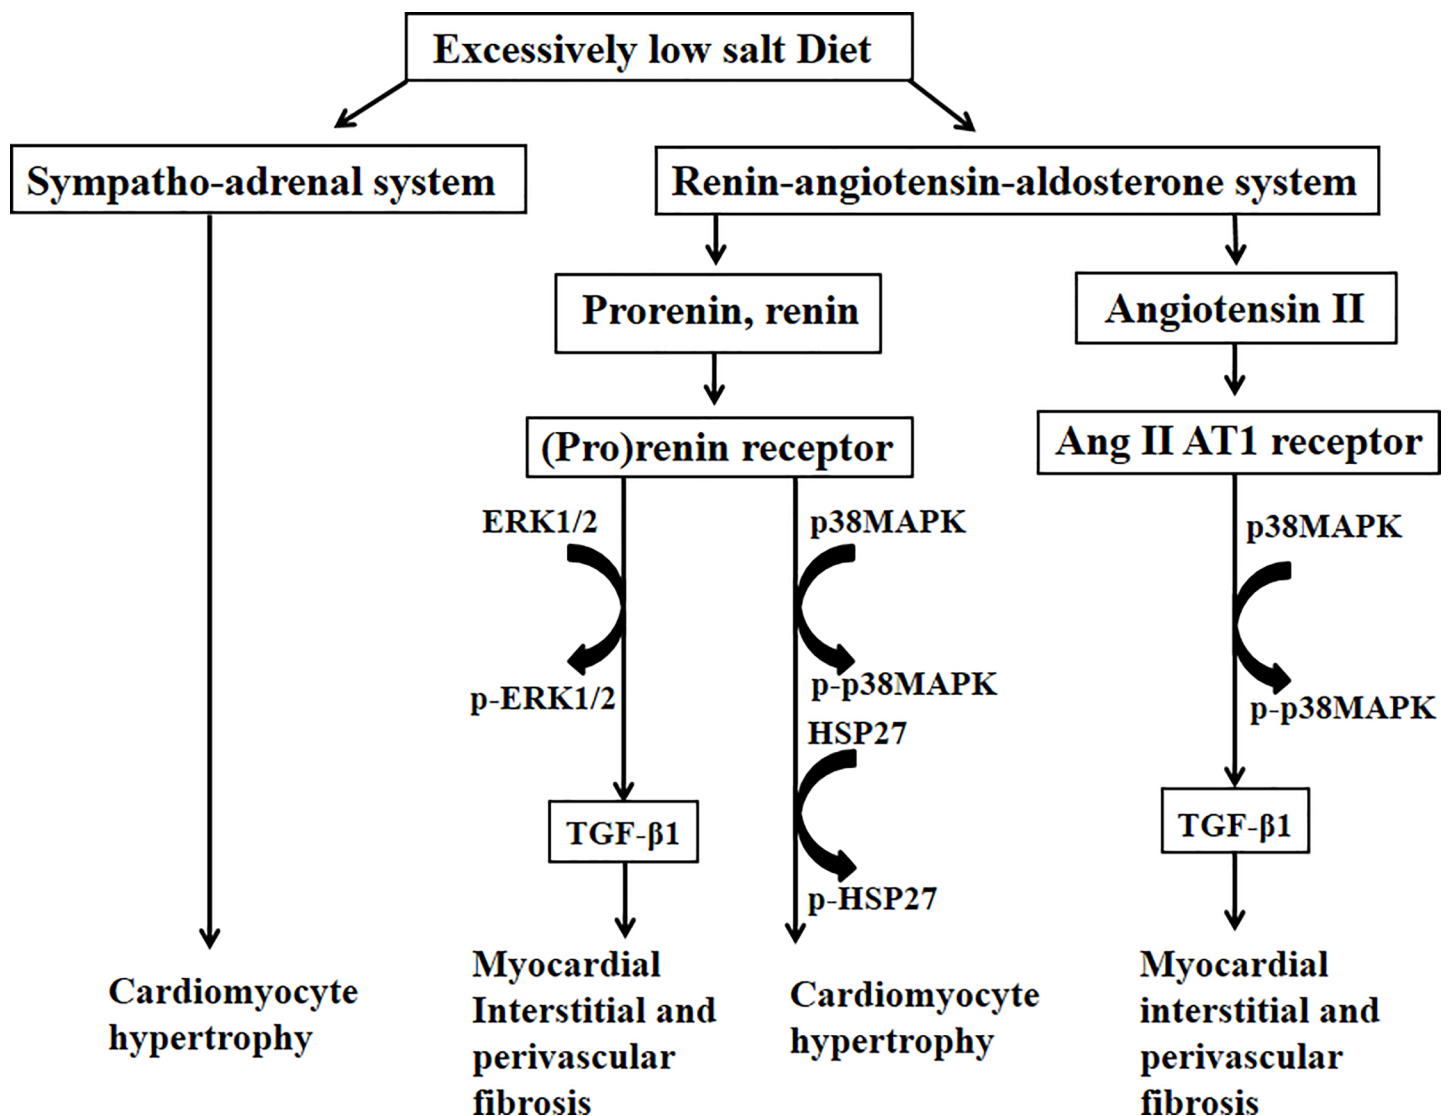 Excessively low salt Diet
Sympatho-adrenal system
Renin-angiotensin-aldosterone system
Prorenin, renin
Angiotensin II
(Pro)renin receptor
Ang II AT1 receptor
ERK1/2
p38MAPK
p38MAPK
p-ERK1/2
p-p38MAPK
p-p38MAPK
HSP27
TGF-β1
TGF-β1
p-HSP27
Cardiomyocyte
hypertrophy
Myocardial
Interstitial and
perivascular
fibrosis
Cardiomyocyte
hypertrophy
Myocardial
interstitial and
perivascular
fibrosis